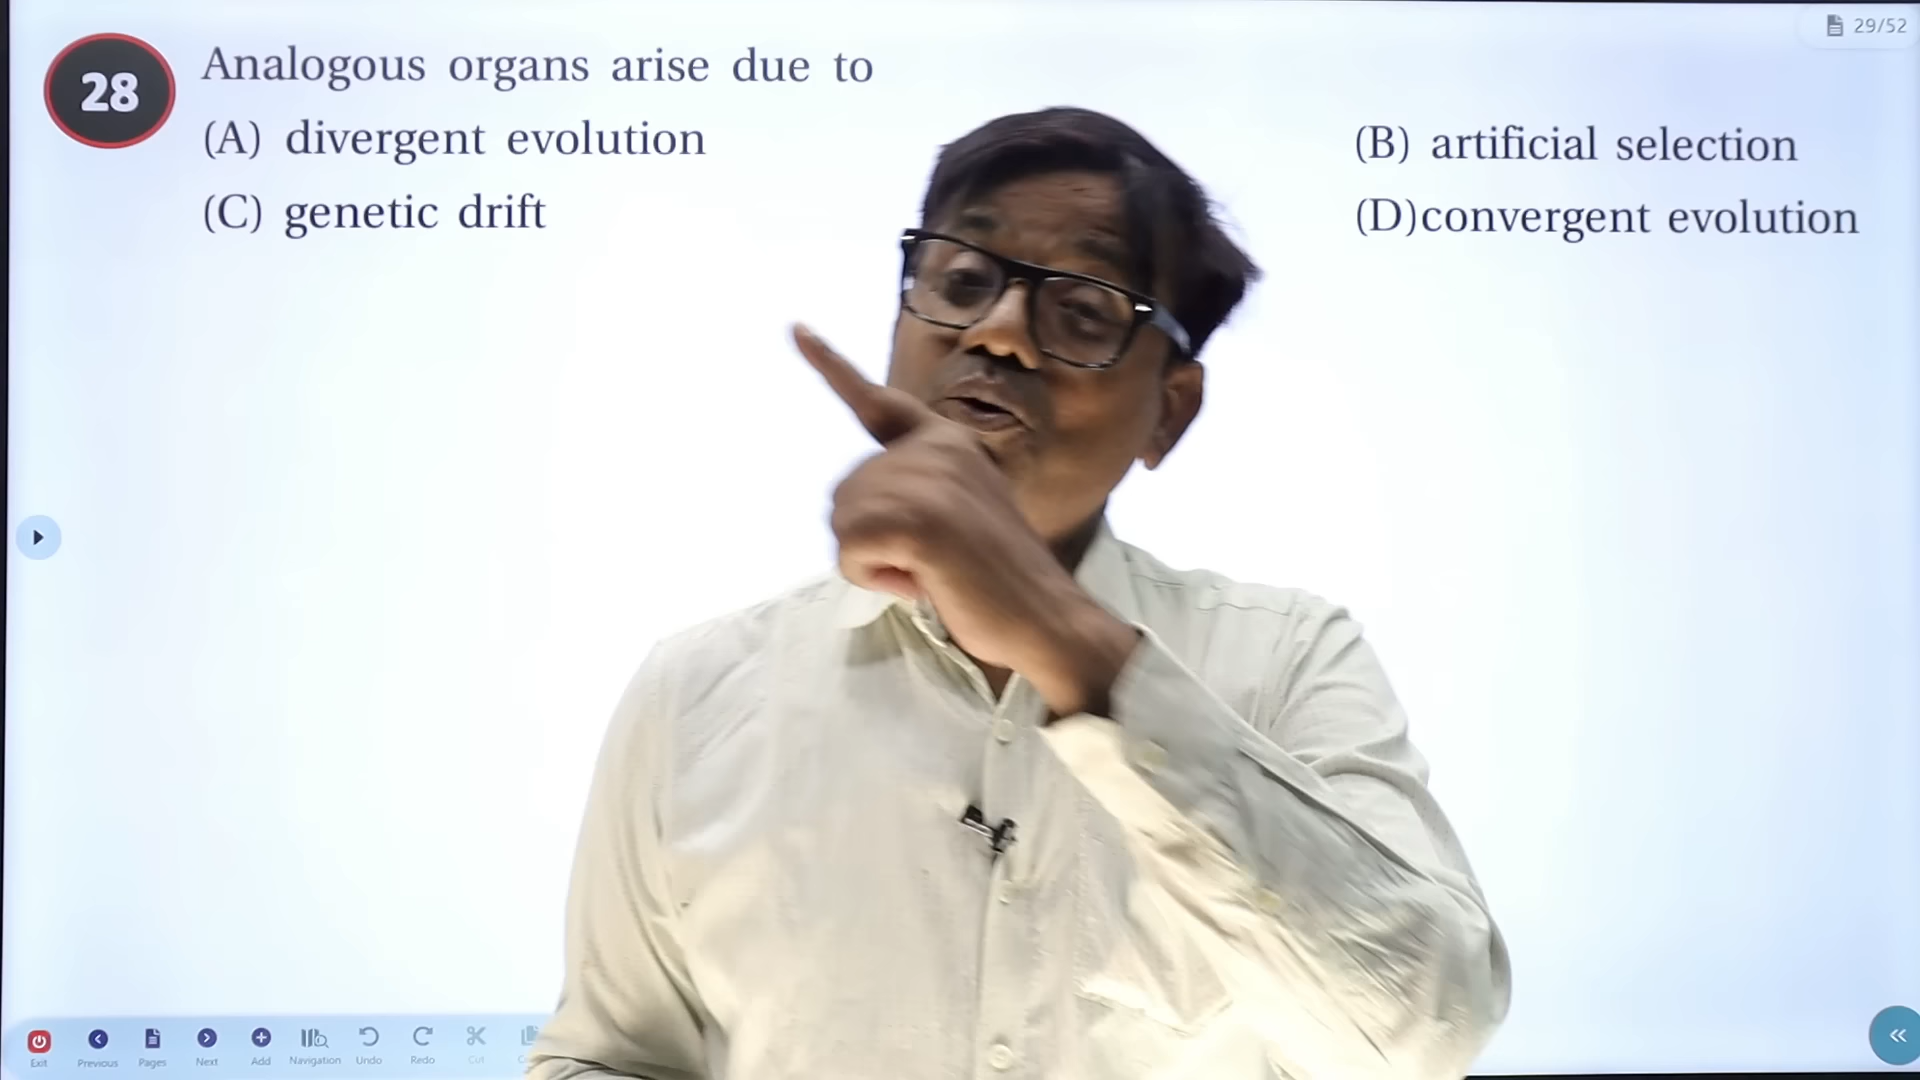 29/52
28 Analogous organs arise due to
(A) divergent evolution (B) artificial selection
(C) genetic drift (D)convergent evolution
Exit Previous Pages Next Add Navigation Undo Redo Cut